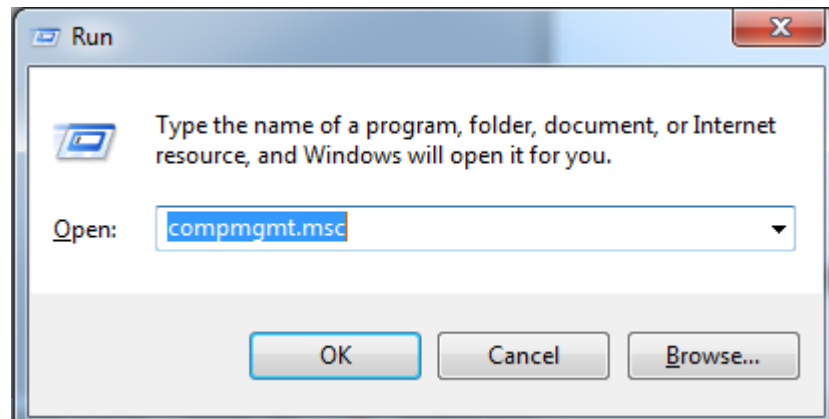 Run
Type the name of a program, folder, document, or Internet
resource, and Windows will open it for you.
Open: compmgmt.msc
OK Cancel Browse...